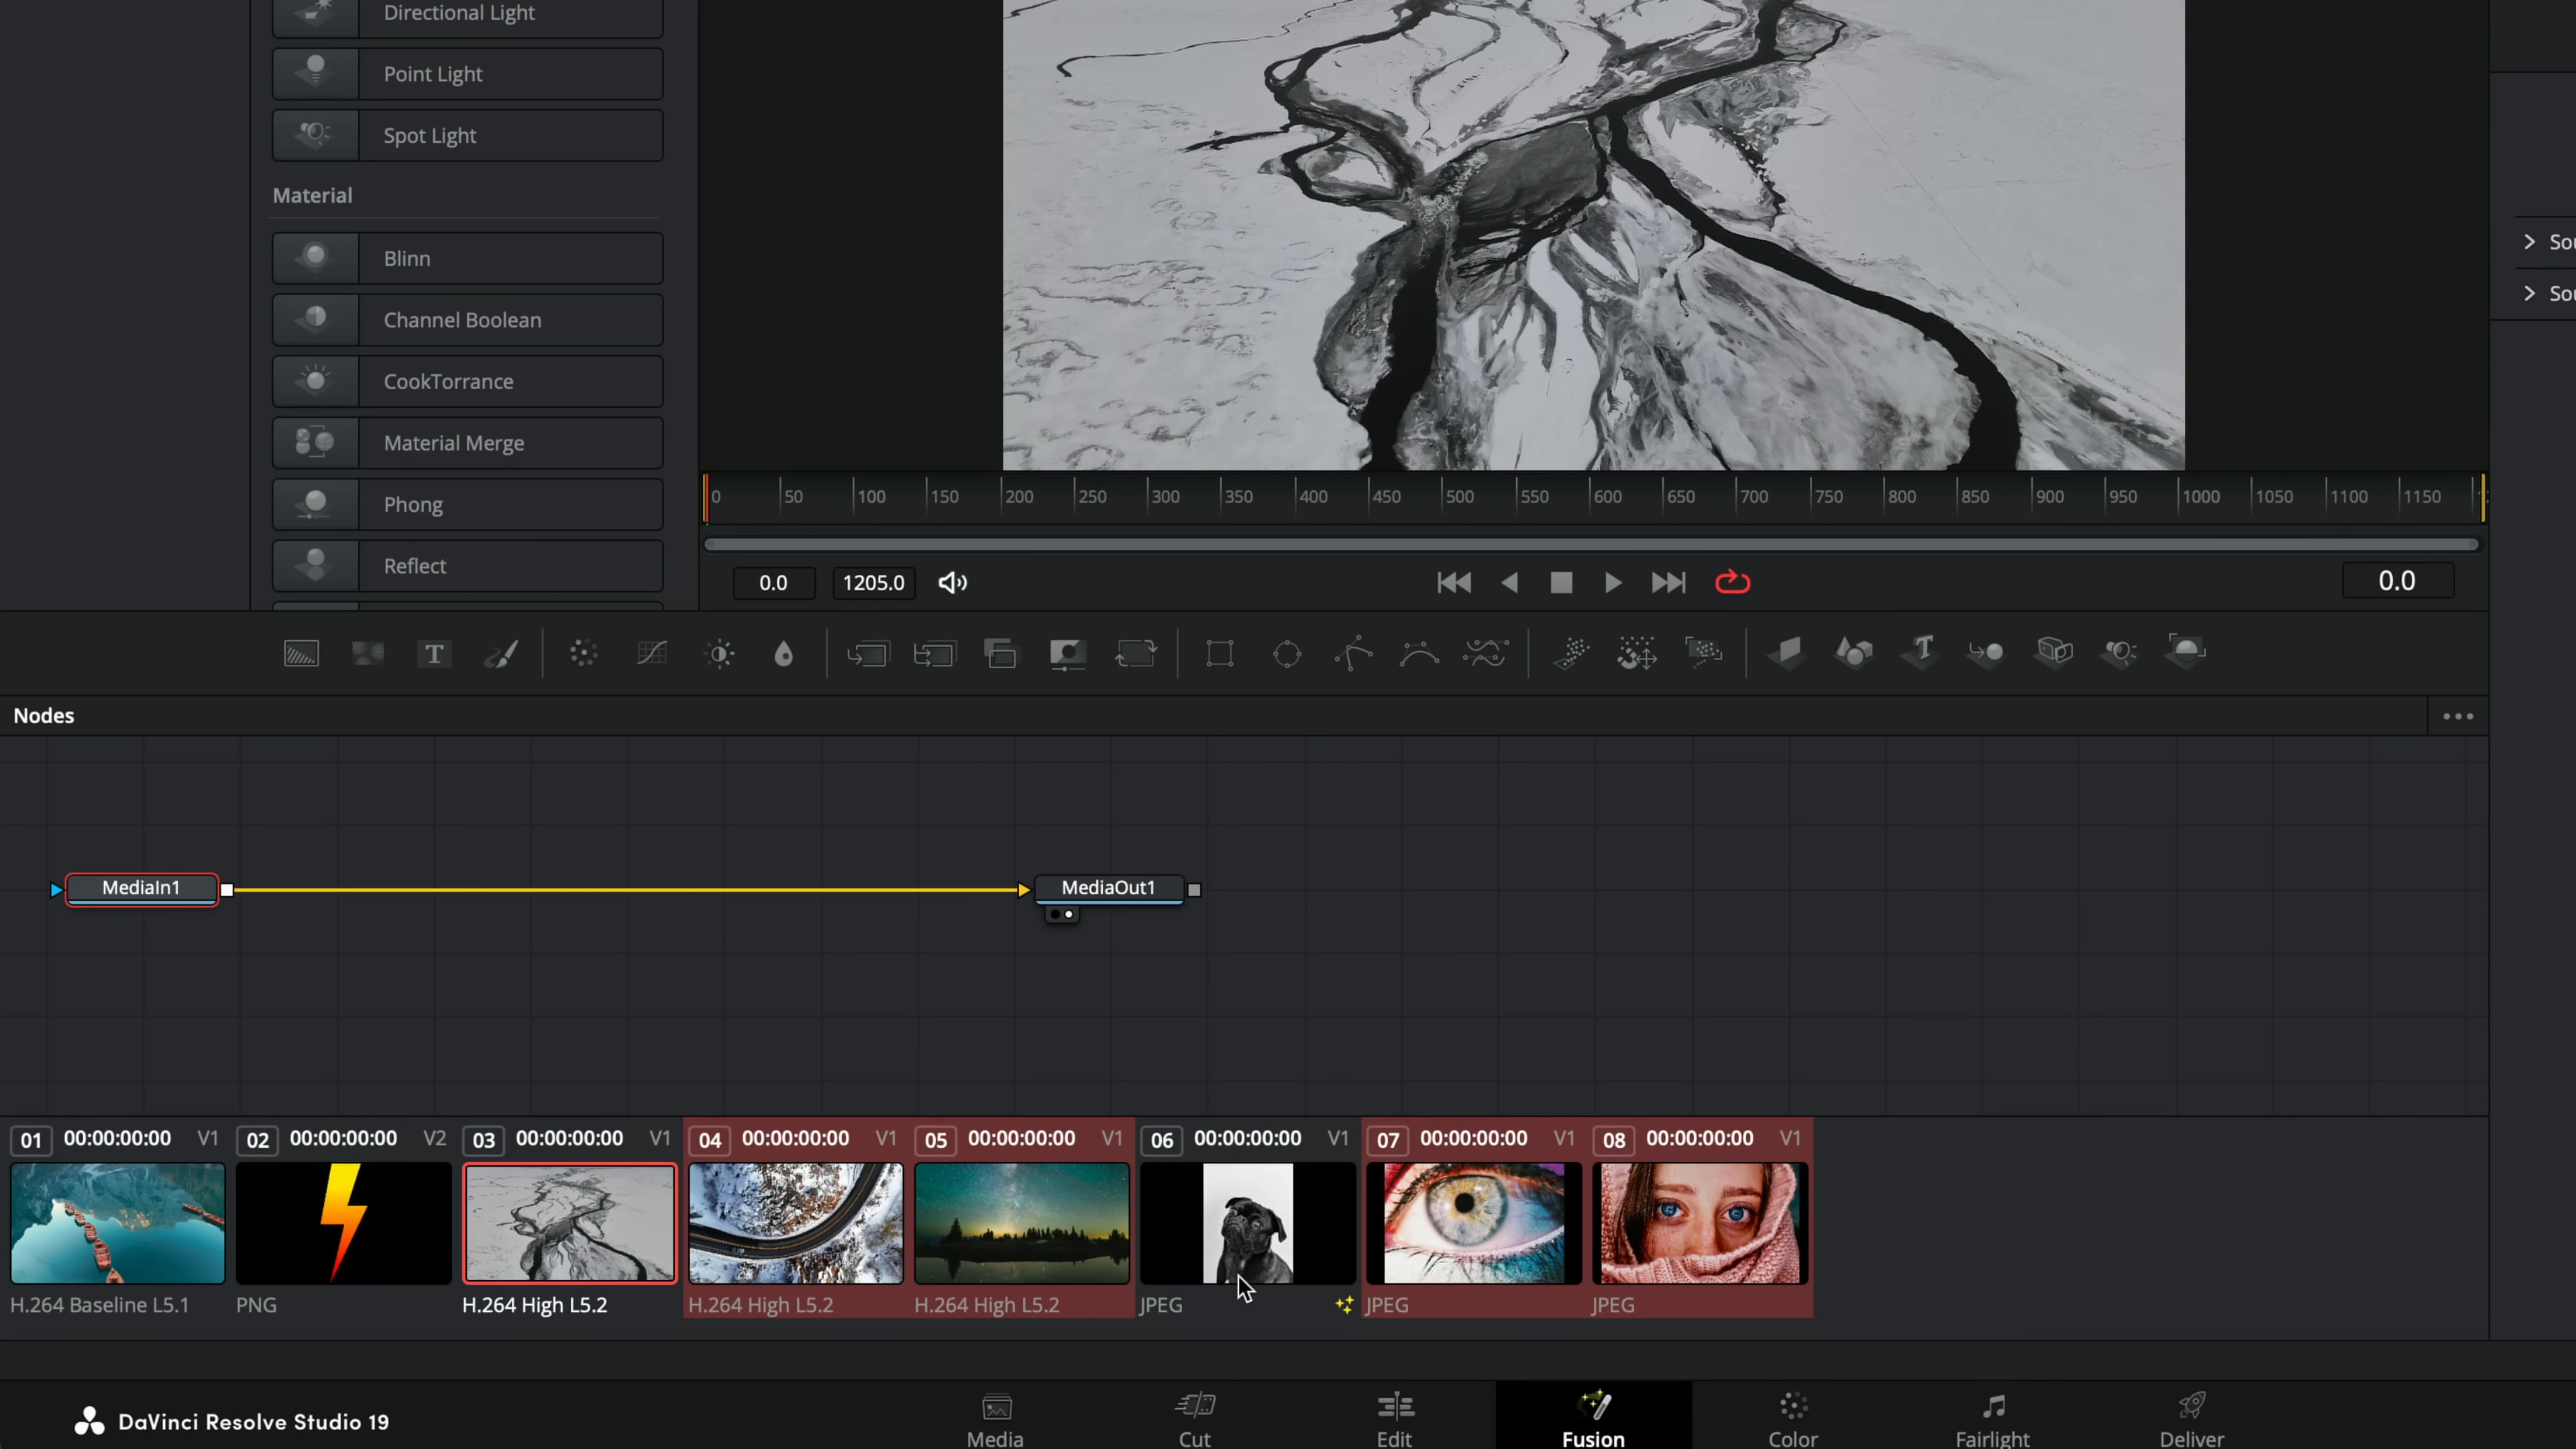 Directional Light
Point Light
Spot Light
Material
Blinn
Channel Boolean
CookTorrance
Material Merge
Phong
Reflect
Sou
Sou
0 50 100 150 200 250 300 350 400 450 500 550 600 650 700 750 800 850 900 950 1000 1050 1100 1150
0.0 1205.0 0.0
T T
Nodes
MediaIn1 MediaOut1
01 00:00:00:00 V1 02 00:00:00:00 V2 03 00:00:00:00 V1 04 00:00:00:00 V1 05 00:00:00:00 V1 06 00:00:00:00 V1 07 00:00:00:00 V1 08 00:00:00:00 V1
H.264 Baseline L5.1 PNG H.264 High L5.2 H.264 High L5.2 H.264 High L5.2 JPEG JPEG JPEG
DaVinci Resolve Studio 19 Media Cut Edit Fusion Color Fairlight Deliver